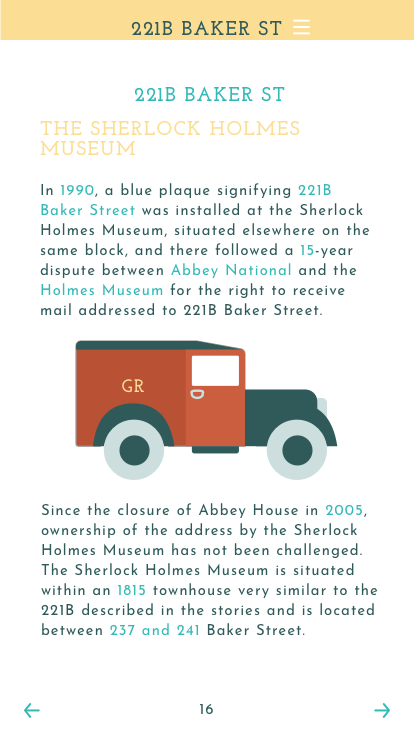 221B BAKER ST
221B BAKER ST
THE SHERLOCK HOLMES
MUSEUM
In 1990, a blue plaque signifying 221B
Baker Street was installed at the Sherlock
Holmes Museum, situated elsewhere on the
same block, and there followed a 15-year
dispute between Abbey National and the
Holmes Museum for the right to receive
mail addressed to 221B Baker Street.
GR
Since the closure of Abbey House in 2005,
ownership of the address by the Sherlock
Holmes Museum has not been challenged.
The Sherlock Holmes Museum is situated
within an 1815 townhouse very similar to the
221B described in the stories and is located
between 237 and 241 Baker Street.
16